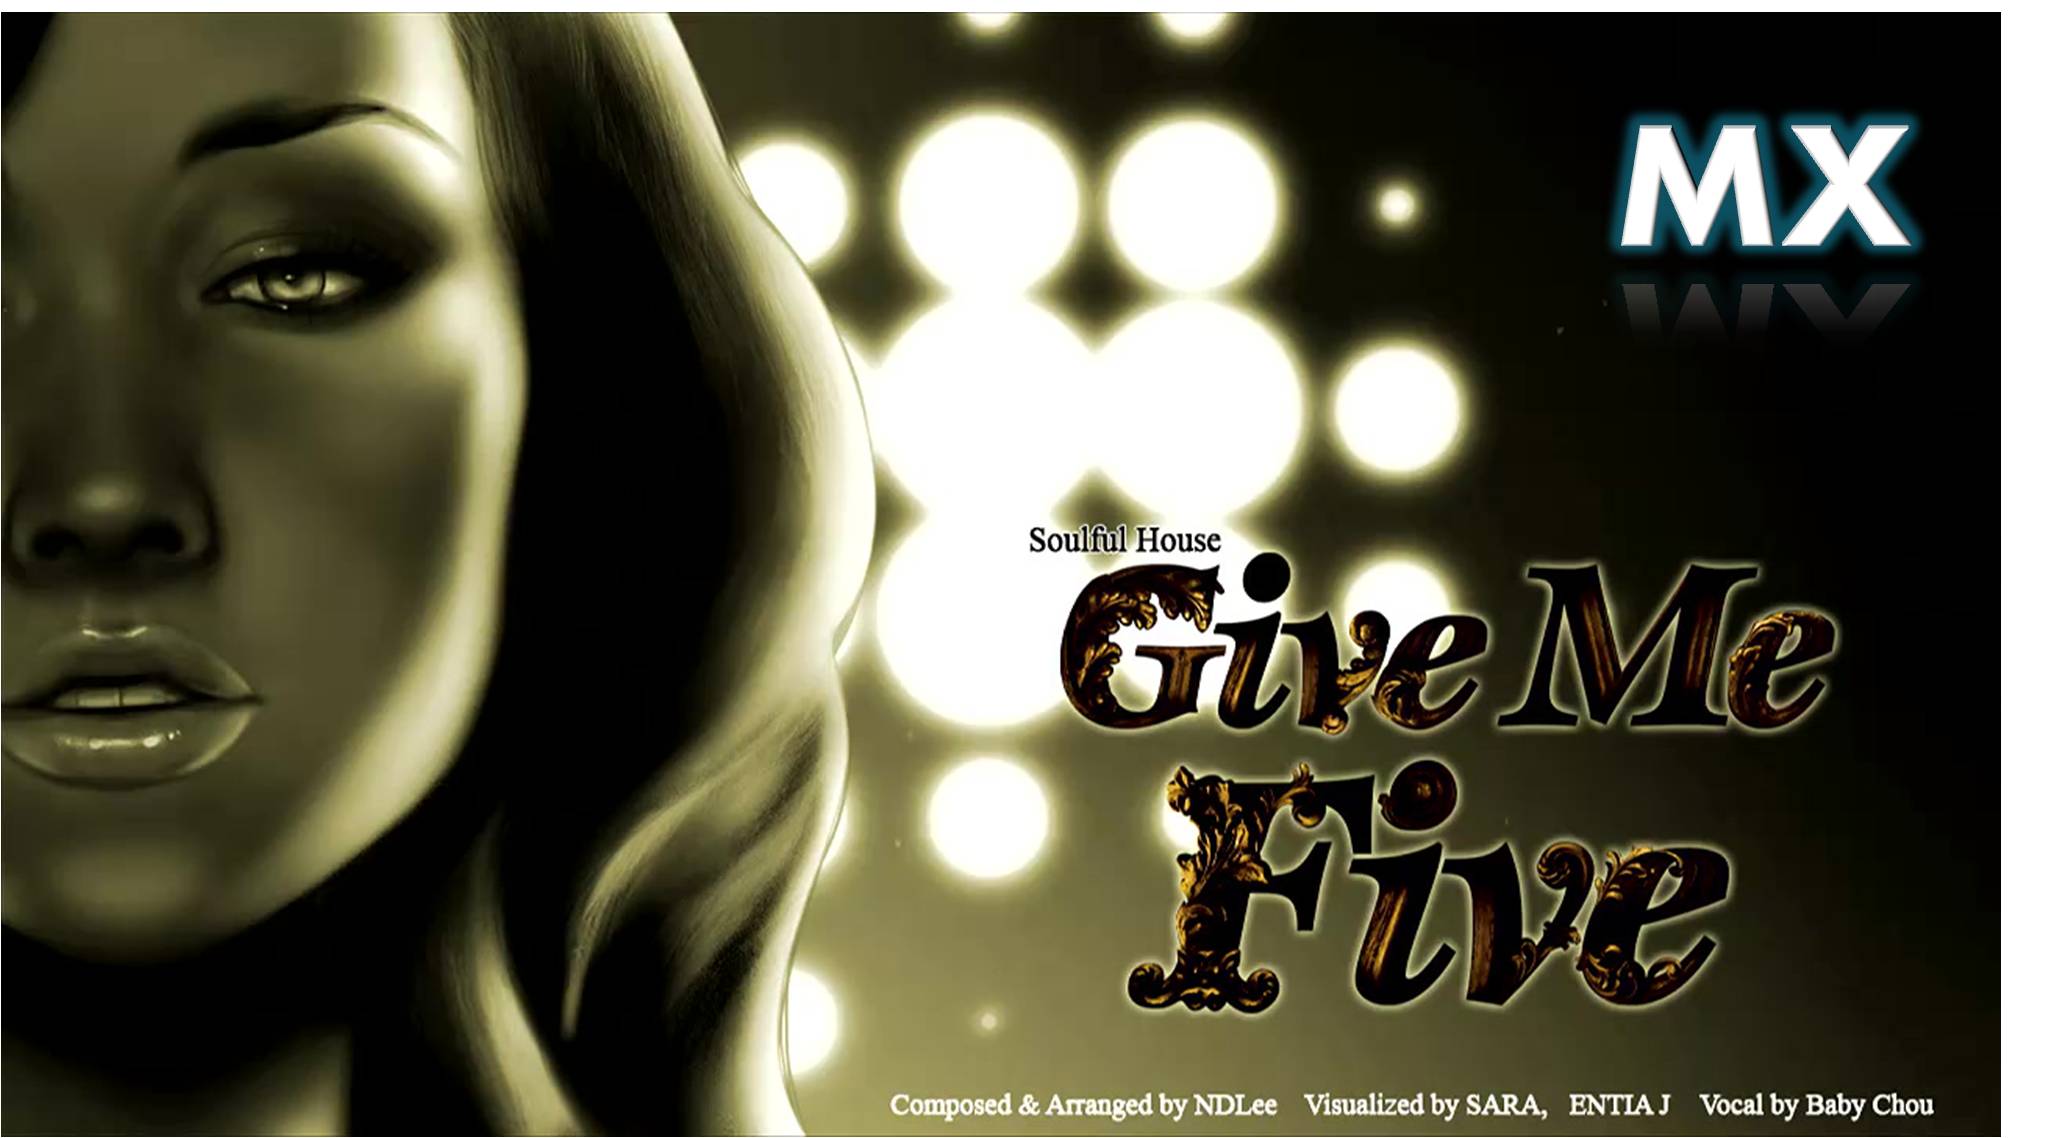 MX
Soulful House
Give Me
Five
Composed & Arranged by NDLee Visualized by SARA, ENTIA J Vocal by Baby Chou